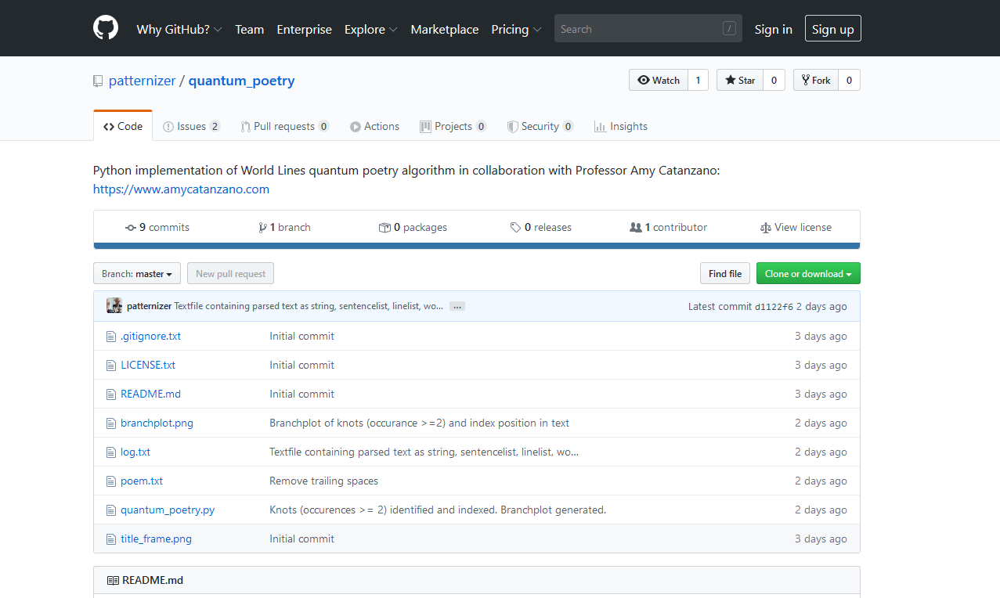 Why GitHub? Team Enterprise Explore Marketplace Pricing Search / Sign in Sign up
patternizer / quantum_poetry Watch 1 Star 0 Fork 0
Code Issues 2 Pull requests 0 Actions Projects 0 Security 0 Insights
Python implementation of World Lines quantum poetry algorithm in collaboration with Professor Amy Catanzano:
https://www.amycatanzano.com
9 commits 1 branch 0 packages 0 releases 1 contributor View license
Branch: master New pull request Find file Clone or download
patternizer Textfile containing parsed text as string, sentencelist, linelist, wo... ... Latest commit d1122f6 2 days ago
.gitignore.txt Initial commit 3 days ago
LICENSE.txt Initial commit 3 days ago
README.md Initial commit 3 days ago
branchplot.png Branchplot of knots (occurance >=2) and index position in text 2 days ago
log.txt Textfile containing parsed text as string, sentencelist, linelist, wo... 2 days ago
poem.txt Remove trailing spaces 2 days ago
quantum_poetry.py Knots (occurences >= 2) identified and indexed. Branchplot generated. 2 days ago
title_frame.png Initial commit 3 days ago
README.md